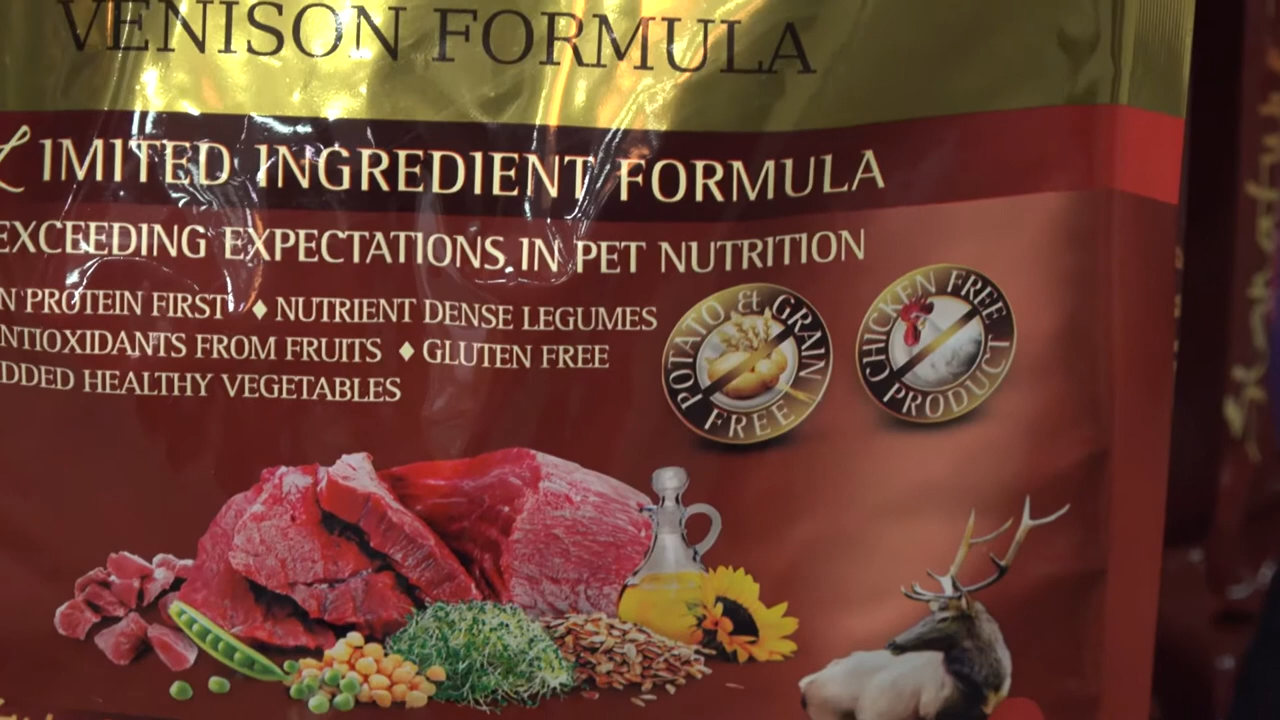 VENISON FORMULA
LIMITED INGREDIENT FORMULA
EXCEEDING EXPECTATIONS IN PET NUTRITION
N PROTEIN FIRST ♦ NUTRIENT DENSE LEGUMES
NTIOXIDANTS FROM FRUITS ♦ GLUTEN FREE
DDED HEALTHY VEGETABLES
POTATO & GRAIN
FREE
CHICKEN FREE
PRODUCT